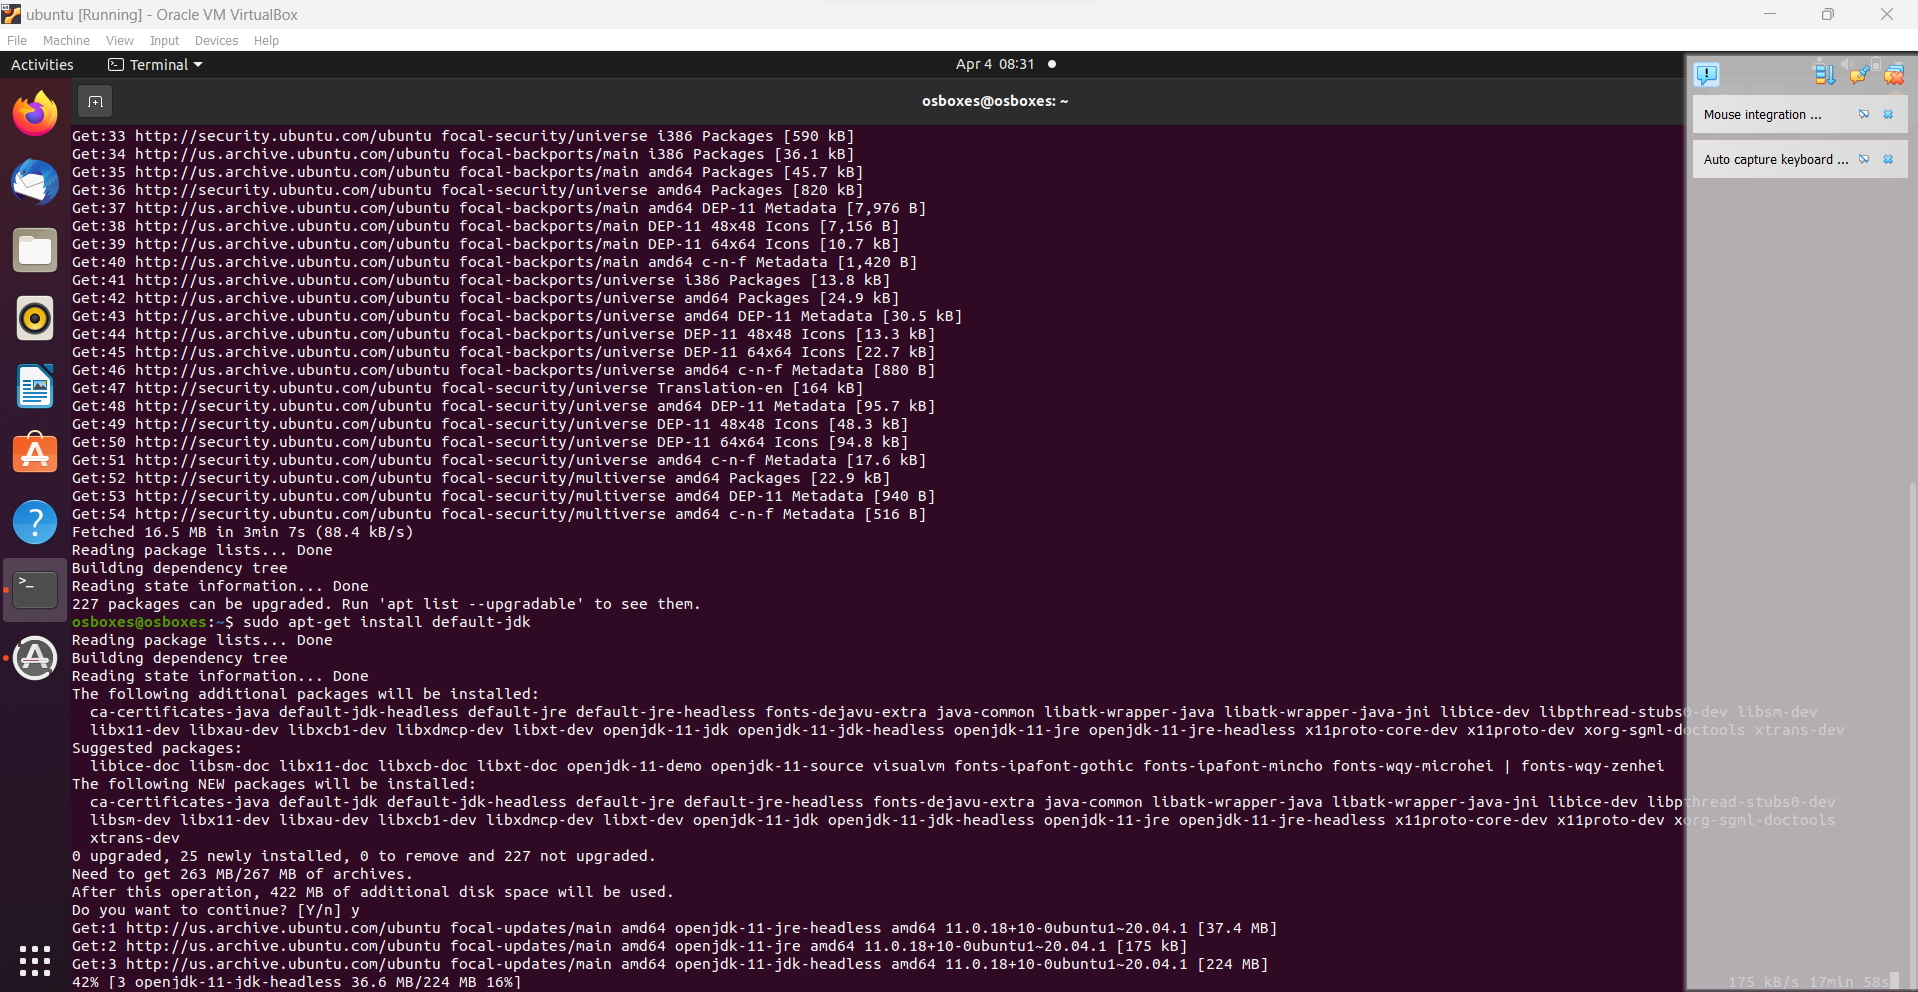 ubuntu [Running] - Oracle VM VirtualBox
File Machine View Input Devices Help
Activities Terminal Apr 4 08:31
osboxes@osboxes: ~
Mouse integration ...
Auto capture keyboard ...
Get:33 http://security.ubuntu.com/ubuntu focal-security/universe i386 Packages [590 kB]
Get:34 http://us.archive.ubuntu.com/ubuntu focal-backports/main i386 Packages [36.1 kB]
Get:35 http://us.archive.ubuntu.com/ubuntu focal-backports/main amd64 Packages [45.7 kB]
Get:36 http://security.ubuntu.com/ubuntu focal-security/universe amd64 Packages [820 kB]
Get:37 http://us.archive.ubuntu.com/ubuntu focal-backports/main amd64 DEP-11 Metadata [7,976 B]
Get:38 http://us.archive.ubuntu.com/ubuntu focal-backports/main DEP-11 48x48 Icons [7,156 B]
Get:39 http://us.archive.ubuntu.com/ubuntu focal-backports/main DEP-11 64x64 Icons [10.7 kB]
Get:40 http://us.archive.ubuntu.com/ubuntu focal-backports/main amd64 c-n-f Metadata [1,420 B]
Get:41 http://us.archive.ubuntu.com/ubuntu focal-backports/universe i386 Packages [13.8 kB]
Get:42 http://us.archive.ubuntu.com/ubuntu focal-backports/universe amd64 Packages [24.9 kB]
Get:43 http://us.archive.ubuntu.com/ubuntu focal-backports/universe amd64 DEP-11 Metadata [30.5 kB]
Get:44 http://us.archive.ubuntu.com/ubuntu focal-backports/universe DEP-11 48x48 Icons [13.3 kB]
Get:45 http://us.archive.ubuntu.com/ubuntu focal-backports/universe DEP-11 64x64 Icons [22.7 kB]
Get:46 http://us.archive.ubuntu.com/ubuntu focal-backports/universe amd64 c-n-f Metadata [880 B]
Get:47 http://security.ubuntu.com/ubuntu focal-security/universe Translation-en [164 kB]
Get:48 http://security.ubuntu.com/ubuntu focal-security/universe amd64 DEP-11 Metadata [95.7 kB]
Get:49 http://security.ubuntu.com/ubuntu focal-security/universe DEP-11 48x48 Icons [48.3 kB]
Get:50 http://security.ubuntu.com/ubuntu focal-security/universe DEP-11 64x64 Icons [94.8 kB]
Get:51 http://security.ubuntu.com/ubuntu focal-security/universe amd64 c-n-f Metadata [17.6 kB]
Get:52 http://security.ubuntu.com/ubuntu focal-security/multiverse amd64 Packages [22.9 kB]
Get:53 http://security.ubuntu.com/ubuntu focal-security/multiverse amd64 DEP-11 Metadata [940 B]
Get:54 http://security.ubuntu.com/ubuntu focal-security/multiverse amd64 c-n-f Metadata [516 B]
Fetched 16.5 MB in 3min 7s (88.4 kB/s)
Reading package lists... Done
Building dependency tree
Reading state information... Done
227 packages can be upgraded. Run 'apt list --upgradable' to see them.
osboxes@osboxes:~$ sudo apt-get install default-jdk
Reading package lists... Done
Building dependency tree
Reading state information... Done
The following additional packages will be installed:
ca-certificates-java default-jdk-headless default-jre default-jre-headless fonts-dejavu-extra java-common libatk-wrapper-java libatk-wrapper-java-jni libice-dev libpthread-stubs0-dev libsm-dev
libx11-dev libxau-dev libxcb1-dev libxdmcp-dev libxt-dev openjdk-11-jdk openjdk-11-jdk-headless openjdk-11-jre openjdk-11-jre-headless x11proto-core-dev x11proto-dev xorg-sgml-doctools xtrans-dev
Suggested packages:
libice-doc libsm-doc libx11-doc libxcb-doc libxt-doc openjdk-11-demo openjdk-11-source visualvm fonts-ipafont-gothic fonts-ipafont-mincho fonts-wqy-microhei | fonts-wqy-zenhei
The following NEW packages will be installed:
ca-certificates-java default-jdk default-jdk-headless default-jre default-jre-headless fonts-dejavu-extra java-common libatk-wrapper-java libatk-wrapper-java-jni libice-dev libpthread-stubs0-dev
libsm-dev libx11-dev libxau-dev libxcb1-dev libxdmcp-dev libxt-dev openjdk-11-jdk openjdk-11-jdk-headless openjdk-11-jre openjdk-11-jre-headless x11proto-core-dev x11proto-dev xorg-sgml-doctools
xtrans-dev
0 upgraded, 25 newly installed, 0 to remove and 227 not upgraded.
Need to get 263 MB/267 MB of archives.
After this operation, 422 MB of additional disk space will be used.
Do you want to continue? [Y/n] y
Get:1 http://us.archive.ubuntu.com/ubuntu focal-updates/main amd64 openjdk-11-jre-headless amd64 11.0.18+10-0ubuntu1~20.04.1 [37.4 MB]
Get:2 http://us.archive.ubuntu.com/ubuntu focal-updates/main amd64 openjdk-11-jre amd64 11.0.18+10-0ubuntu1~20.04.1 [175 kB]
Get:3 http://us.archive.ubuntu.com/ubuntu focal-updates/main amd64 openjdk-11-jdk-headless amd64 11.0.18+10-0ubuntu1~20.04.1 [224 MB]
42% [3 openjdk-11-jdk-headless 36.6 MB/224 MB 16%] 175 kB/s 17min 58s